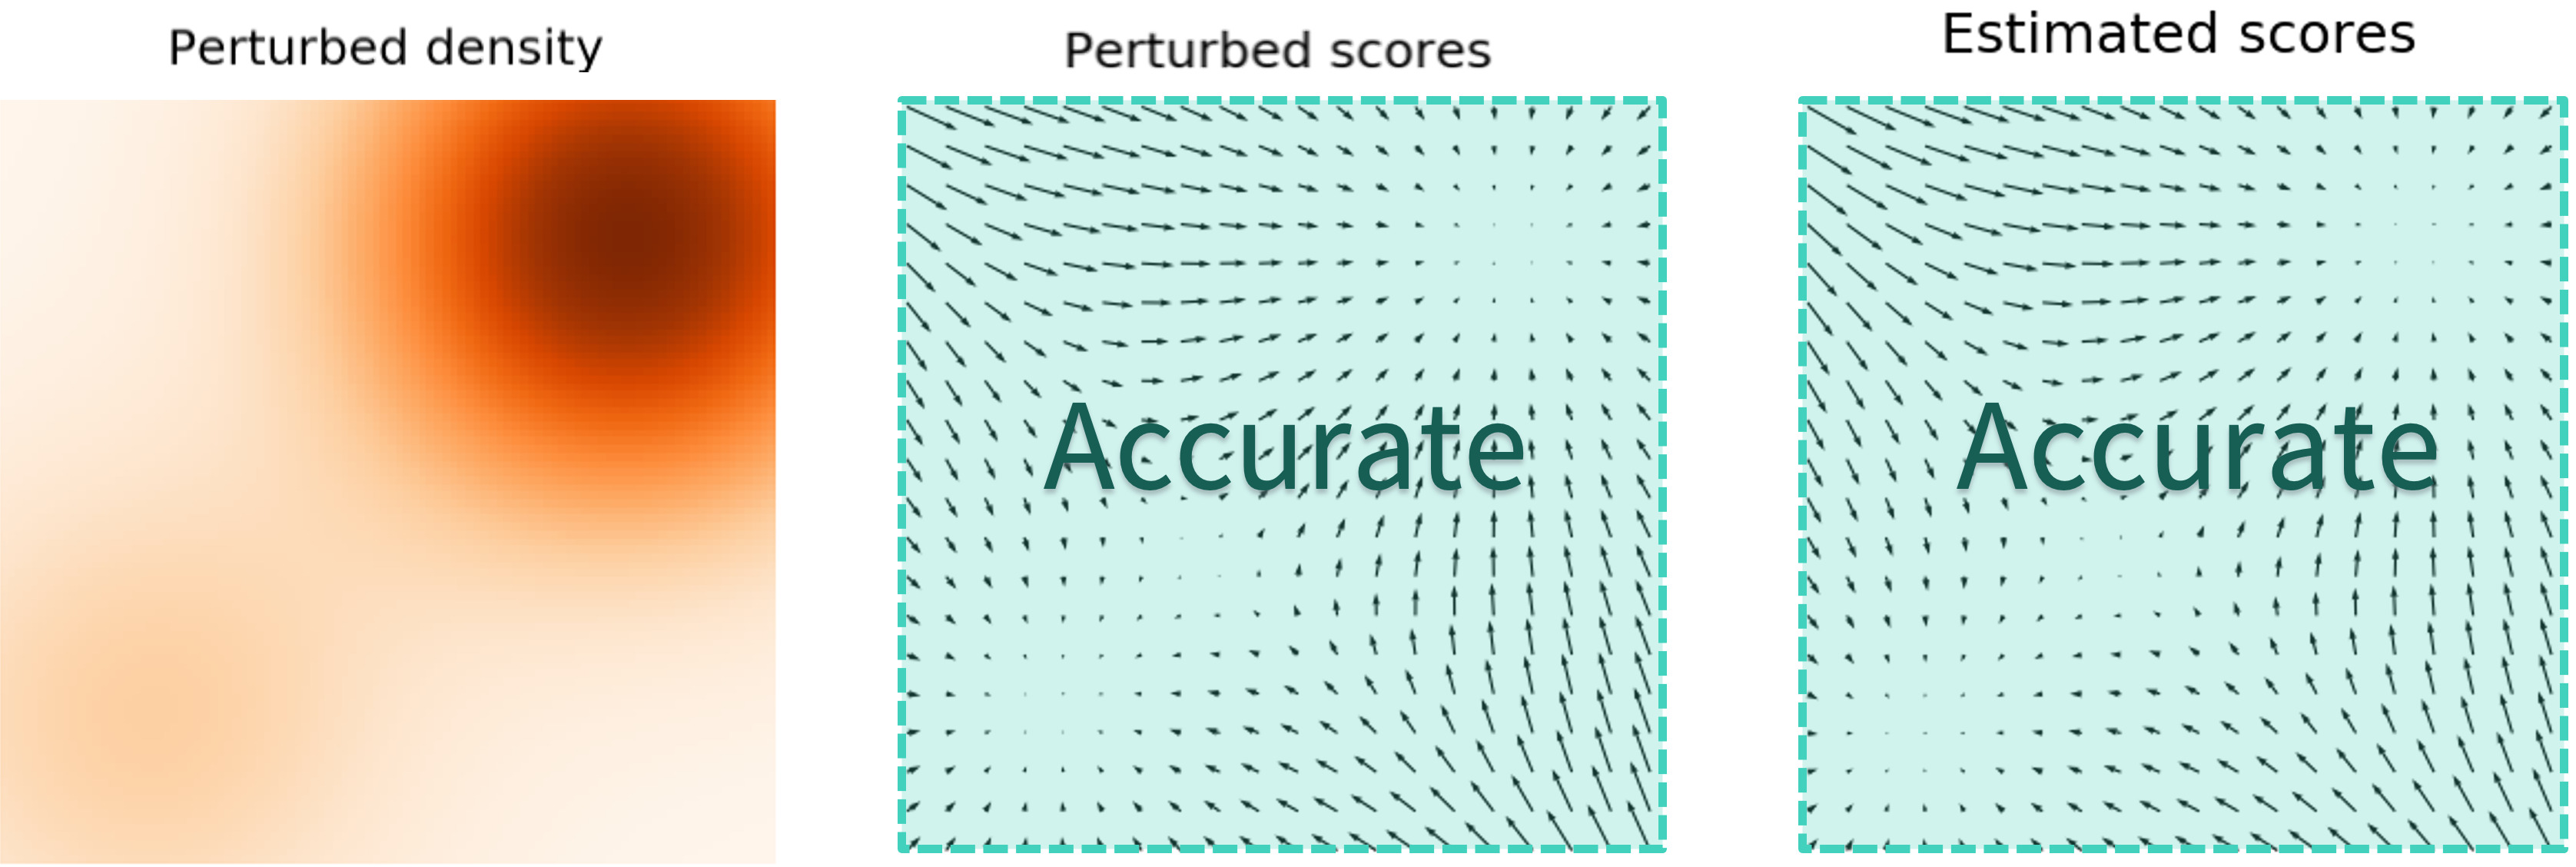 Perturbed density
Perturbed scores
Estimated scores
Accurate
Accurate